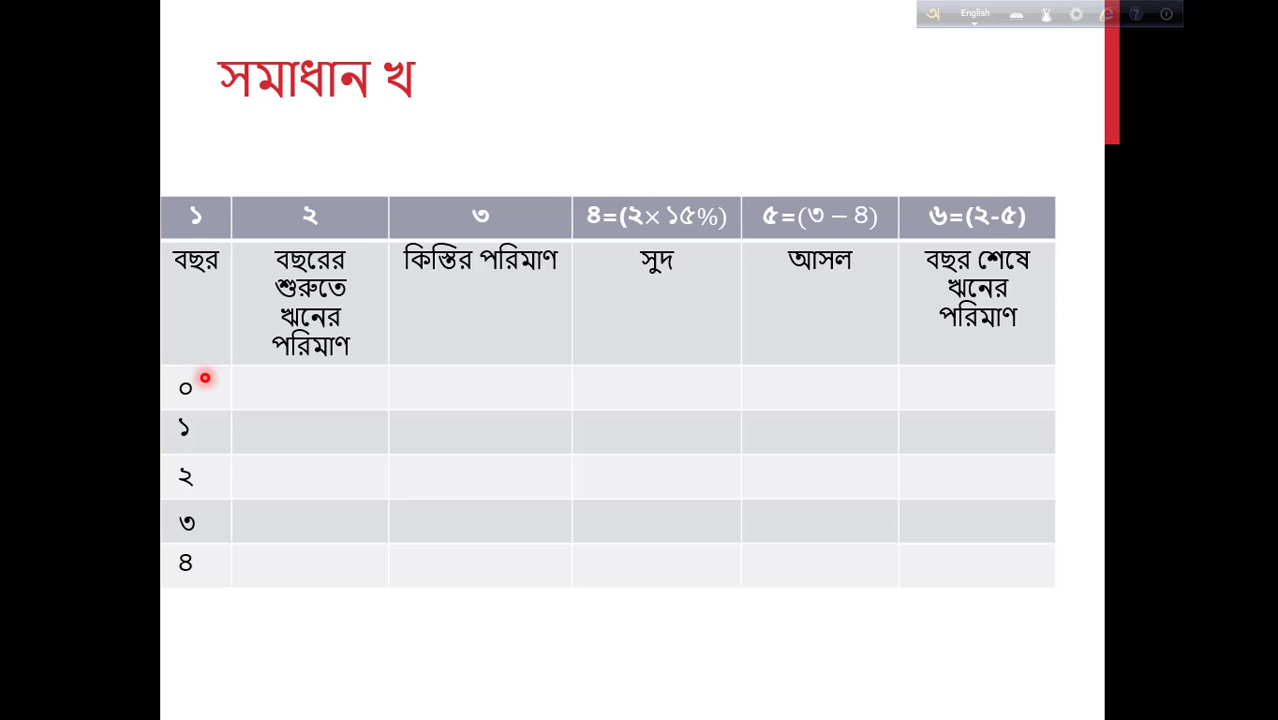 English
সমাধান খ
১ ২ ৩ ৪=(২× ১৫%) ৫=(৩ − ৪) ৬=(২-৫)
বছর বছরের কিস্তির পরিমাণ সুদ আসল বছর শেষে
শুরুতে ঋনের
ঋনের পরিমাণ
পরিমাণ
০
১
২
৩
৪